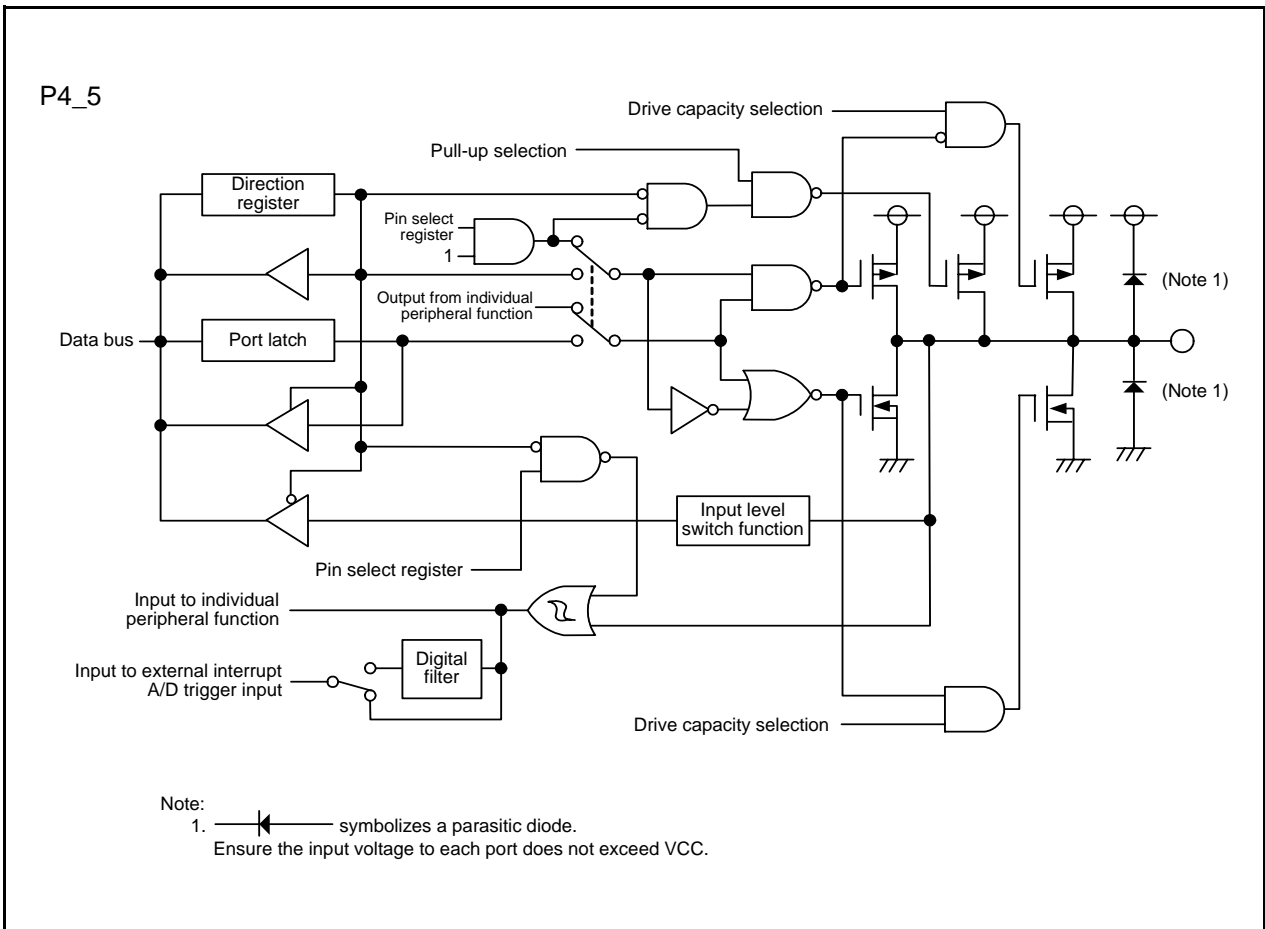 P4_5
Drive capacity selection
Pull-up selection
Direction
register
Pin select
register
1
Output from individual
peripheral function
(Note 1)
Data bus
Port latch
(Note 1)
Input level
switch function
Pin select register
Input to individual
peripheral function
Digital
filter
Input to external interrupt
A/D trigger input
Drive capacity selection
Note:
1. symbolizes a parasitic diode.
Ensure the input voltage to each port does not exceed VCC.